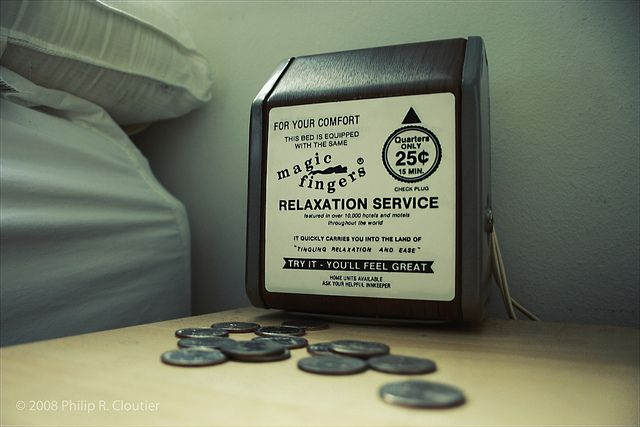 FOR YOUR COMFORT
THIS BED IS EQUIPPED
WITH THE SAME
magic
fingers®
Quarters
ONLY
25¢
15 MIN.
CHECK PLUG
RELAXATION SERVICE
featured in over 10,000 hotels and motels
throughout the world
IT QUICKLY CARRIES YOU INTO THE LAND OF
"TINGLING RELAXATION AND EASE"
TRY IT - YOU'LL FEEL GREAT
HOME UNITS AVAILABLE
ASK YOUR HELPFUL INNKEEPER
© 2008 Philip R. Cloutier